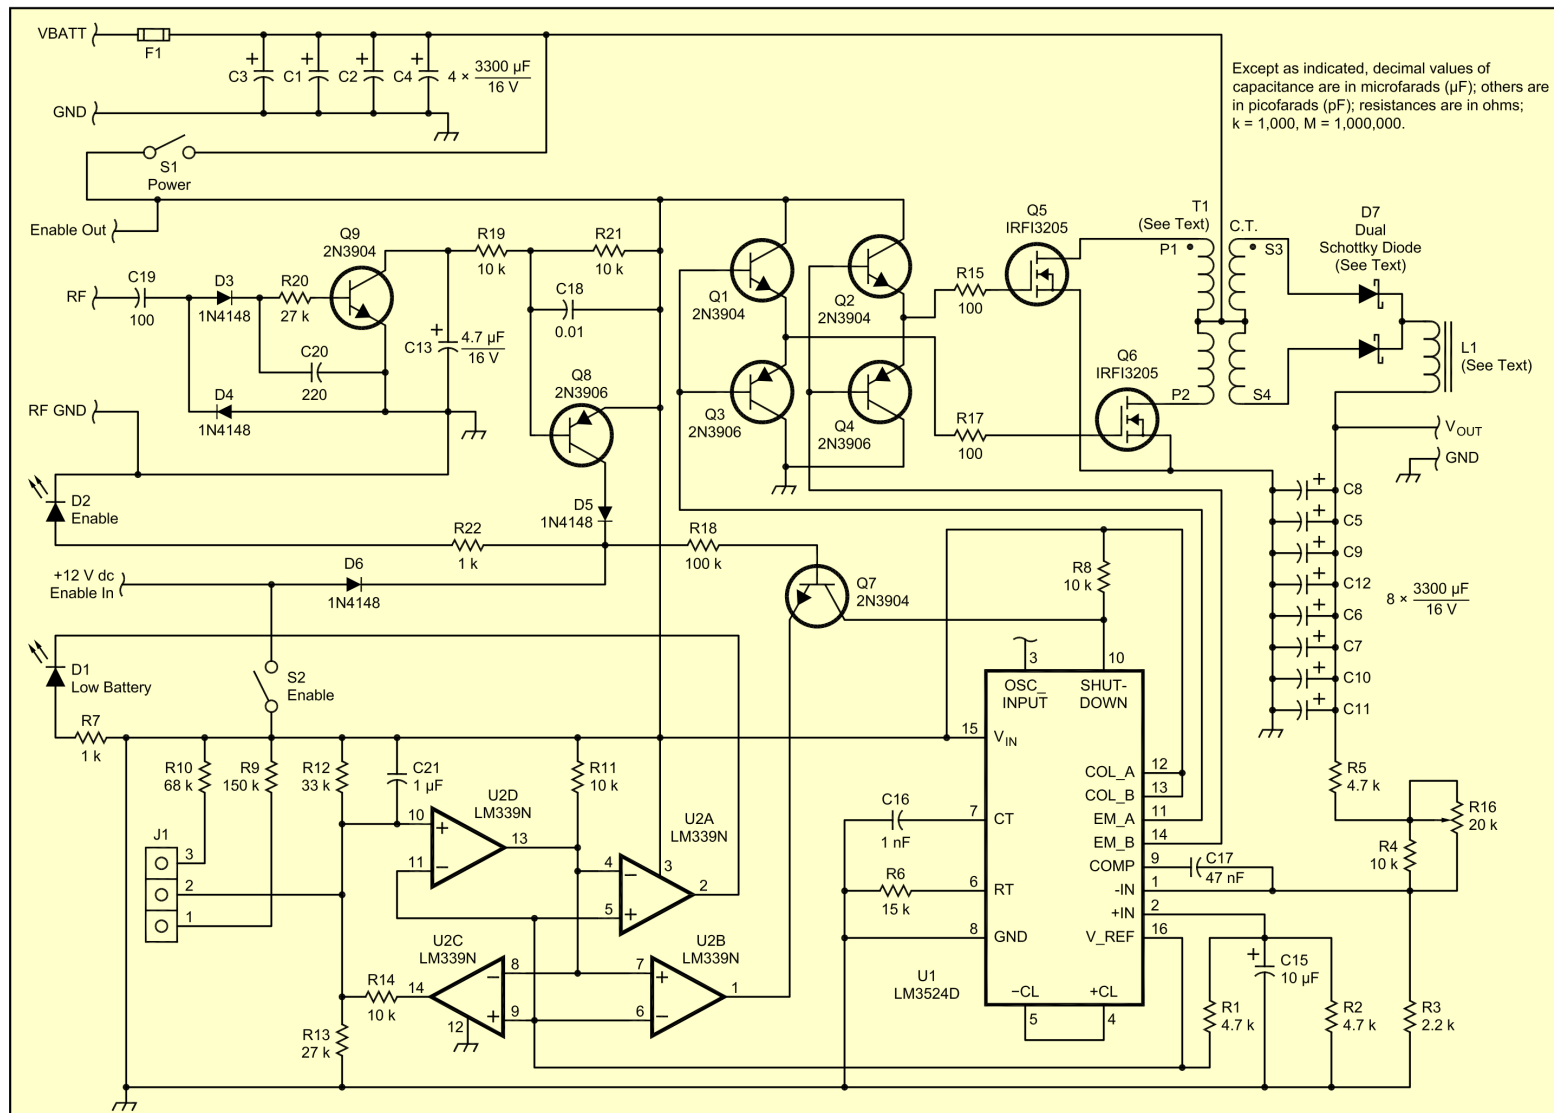 VBATT
F1
C3
C1
C2
C4
4 × 3300 µF
16 V
GND
Except as indicated, decimal values of
capacitance are in microfarads (µF); others are
in picofarads (pF); resistances are in ohms;
k = 1,000, M = 1,000,000.
S1
Power
Enable Out
Q9
2N3904
R19
10 k
R21
10 k
C19
100
RF
D3
1N4148
R20
27 k
C20
220
C13
4.7 µF
16 V
C18
0.01
D4
1N4148
RF GND
Q8
2N3906
Q1
2N3904
Q2
2N3904
Q3
2N3906
Q4
2N3906
R15
100
R17
100
Q5
IRFI3205
Q6
IRFI3205
T1
(See Text)
P1
P2
C.T.
S3
S4
D7
Dual
Schottky Diode
(See Text)
L1
(See Text)
VOUT
GND
C8
C5
C9
C12
C6
C7
C10
C11
8 × 3300 µF
16 V
D2
Enable
D5
1N4148
R22
1 k
R18
100 k
+12 V dc
Enable In
D6
1N4148
Q7
2N3904
R8
10 k
D1
Low Battery
S2
Enable
R7
1 k
R10
68 k
R9
150 k
R12
33 k
C21
1 µF
R11
10 k
J1
3
2
1
U2D
LM339N
10
11
13
+
−
U2A
LM339N
4
5
3
2
−
+
U2C
LM339N
8
9
14
12
−
+
U2B
LM339N
7
6
1
+
−
R14
10 k
R13
27 k
3
10
OSC_
INPUT
SHUT-
DOWN
15
VIN
COL_A
12
COL_B
13
7
CT
EM_A
11
EM_B
14
COMP
9
6
RT
-IN
1
+IN
2
8
GND
V_REF
16
−CL
+CL
5
4
U1
LM3524D
C16
1 nF
R6
15 k
C17
47 nF
R5
4.7 k
R16
20 k
R4
10 k
C15
10 µF
R1
4.7 k
R2
4.7 k
R3
2.2 k